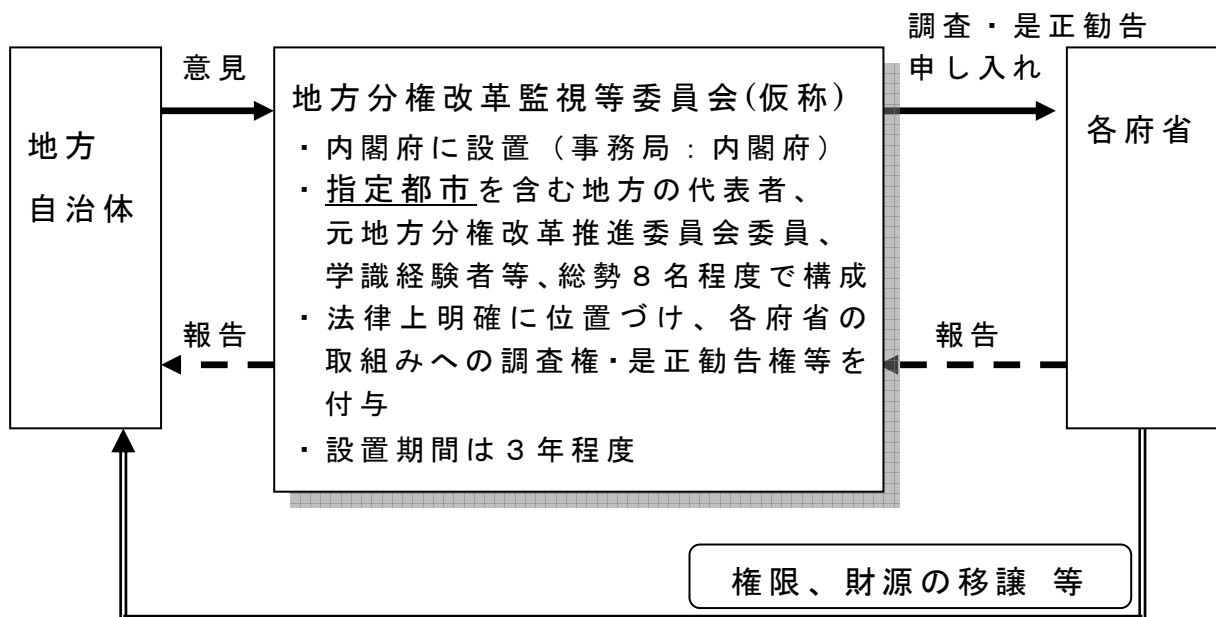 地方
自治体
意見
報告
地方分権改革監視等委員会(仮称)
・内閣府に設置（事務局：内閣府）
・指定都市を含む地方の代表者、
元地方分権改革推進委員会委員、
学識経験者等、総勢８名程度で構成
・法律上明確に位置づけ、各府省の
取組みへの調査権・是正勧告権等を
付与
・設置期間は３年程度
調査・是正勧告
申し入れ
報告
各府省
権限、財源の移譲 等